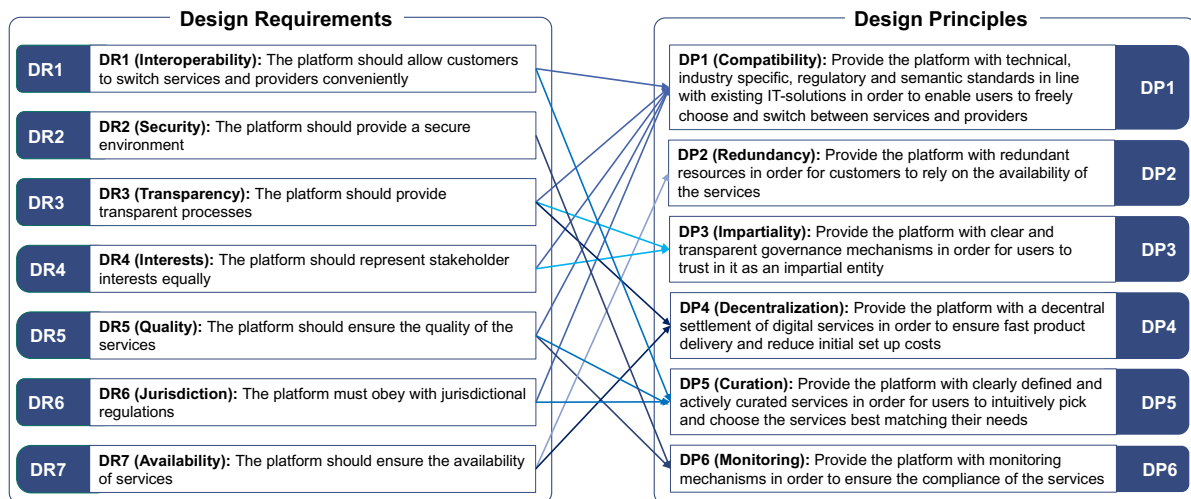 Design Requirements
DR1
DR1 (Interoperability): The platform should allow customers
to switch services and providers conveniently
DR2
DR2 (Security): The platform should provide a secure
environment
DR3
DR3 (Transparency): The platform should provide
transparent processes
DR4
DR4 (Interests): The platform should represent stakeholder
interests equally
DR5
DR5 (Quality): The platform should ensure the quality of the
services
DR6
DR6 (Jurisdiction): The platform must obey with jurisdictional
regulations
DR7
DR7 (Availability): The platform should ensure the availability
of services
Design Principles
DP1 (Compatibility): Provide the platform with technical,
industry specific, regulatory and semantic standards in line
with existing IT-solutions in order to enable users to freely
choose and switch between services and providers
DP1
DP2 (Redundancy): Provide the platform with redundant
resources in order for customers to rely on the availability of
the services
DP2
DP3 (Impartiality): Provide the platform with clear and
transparent governance mechanisms in order for users to
trust in it as an impartial entity
DP3
DP4 (Decentralization): Provide the platform with a decentral
settlement of digital services in order to ensure fast product
delivery and reduce initial set up costs
DP4
DP5 (Curation): Provide the platform with clearly defined and
actively curated services in order for users to intuitively pick
and choose the services best matching their needs
DP5
DP6 (Monitoring): Provide the platform with monitoring
mechanisms in order to ensure the compliance of the services
DP6